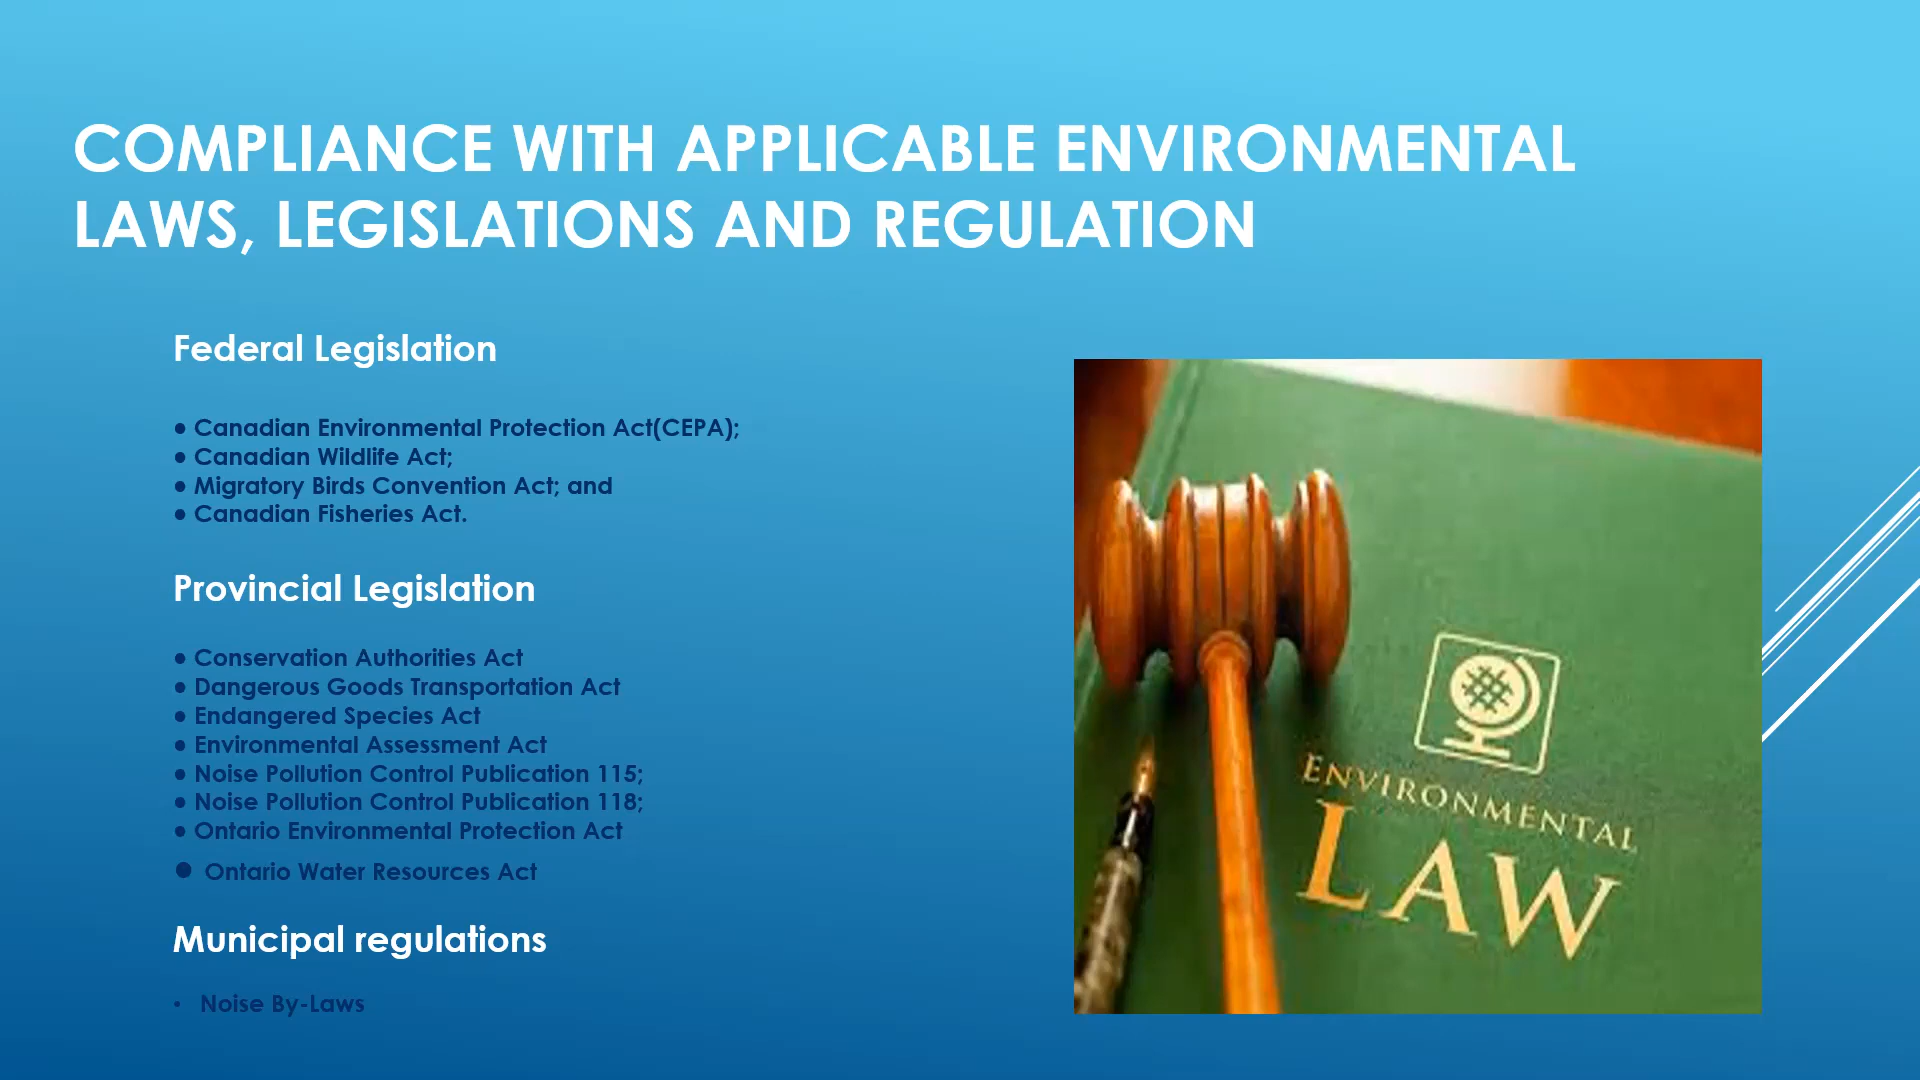 COMPLIANCE WITH APPLICABLE ENVIRONMENTAL
LAWS, LEGISLATIONS AND REGULATION
Federal Legislation
● Canadian Environmental Protection Act(CEPA);
● Canadian Wildlife Act;
● Migratory Birds Convention Act; and
● Canadian Fisheries Act.
Provincial Legislation
● Conservation Authorities Act
● Dangerous Goods Transportation Act
● Endangered Species Act
● Environmental Assessment Act
● Noise Pollution Control Publication 115;
● Noise Pollution Control Publication 118;
● Ontario Environmental Protection Act
● Ontario Water Resources Act
Municipal regulations
• Noise By-Laws
ENVIRONMENTAL
LAW